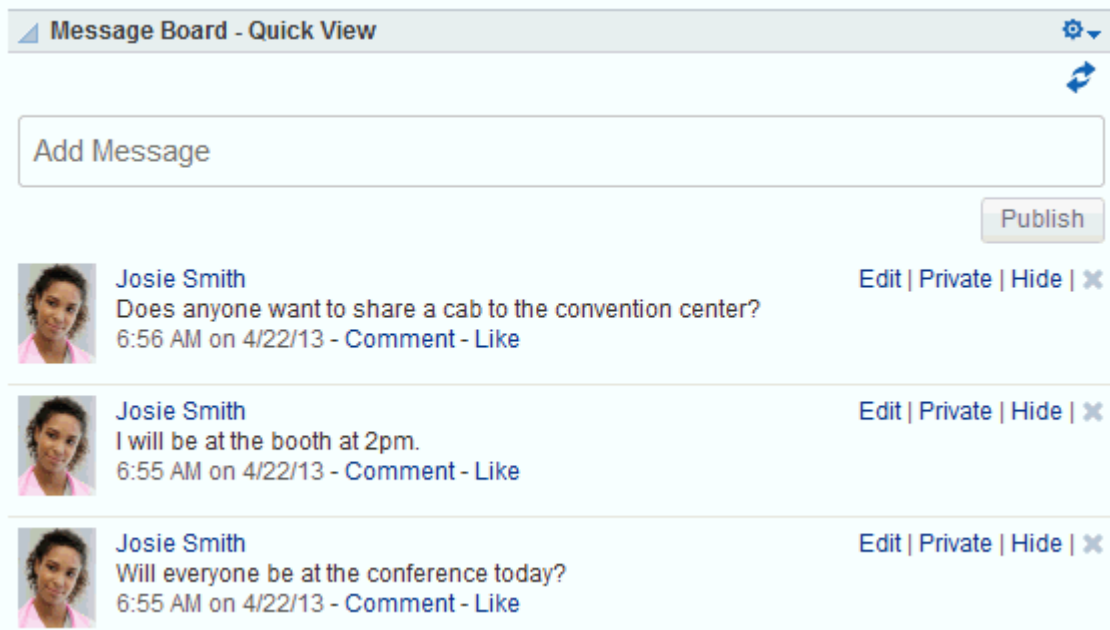 Message Board - Quick View
Add Message
Publish
Josie Smith
Edit | Private | Hide |
Does anyone want to share a cab to the convention center?
6:56 AM on 4/22/13 - Comment - Like
Josie Smith
Edit | Private | Hide |
I will be at the booth at 2pm.
6:55 AM on 4/22/13 - Comment - Like
Josie Smith
Edit | Private | Hide |
Will everyone be at the conference today?
6:55 AM on 4/22/13 - Comment - Like